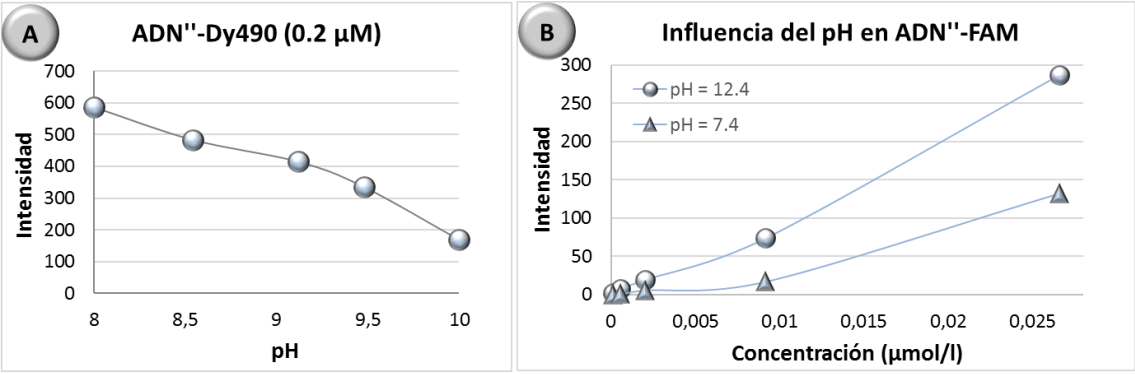 A
ADN''-Dy490 (0.2 µM)
Intensidad
700
600
500
400
300
200
100
0
8
8,5
9
9,5
10
pH
B
Influencia del pH en ADN''-FAM
Intensidad
300
250
200
150
100
50
0
pH = 12.4
pH = 7.4
0
0,005
0,01
0,015
0,02
0,025
Concentración (µmol/l)